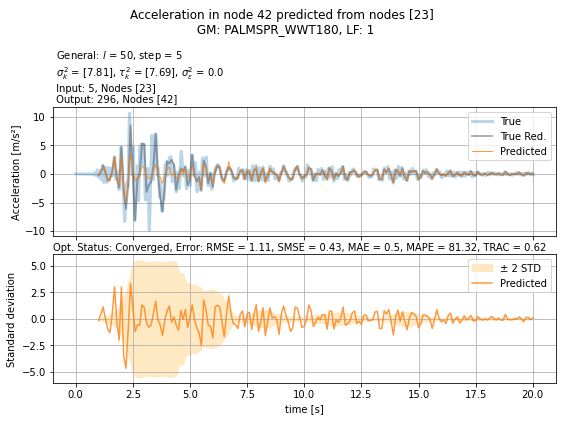 Acceleration in node 42 predicted from nodes [23]
GM: PALMSPR_WWT180, LF: 1
General: l = 50, step = 5
σ²ₖ = [7.81], τ²ₖ = [7.69], σ²ε = 0.0
Input: 5, Nodes [23]
Output: 296, Nodes [42]
Acceleration [m/s²]
10
5
0
−5
−10
True
True Red.
Predicted
Opt. Status: Converged, Error: RMSE = 1.11, SMSE = 0.43, MAE = 0.5, MAPE = 81.32, TRAC = 0.62
Standard deviation
5.0
2.5
0.0
−2.5
−5.0
± 2 STD
Predicted
0.0 2.5 5.0 7.5 10.0 12.5 15.0 17.5 20.0
time [s]